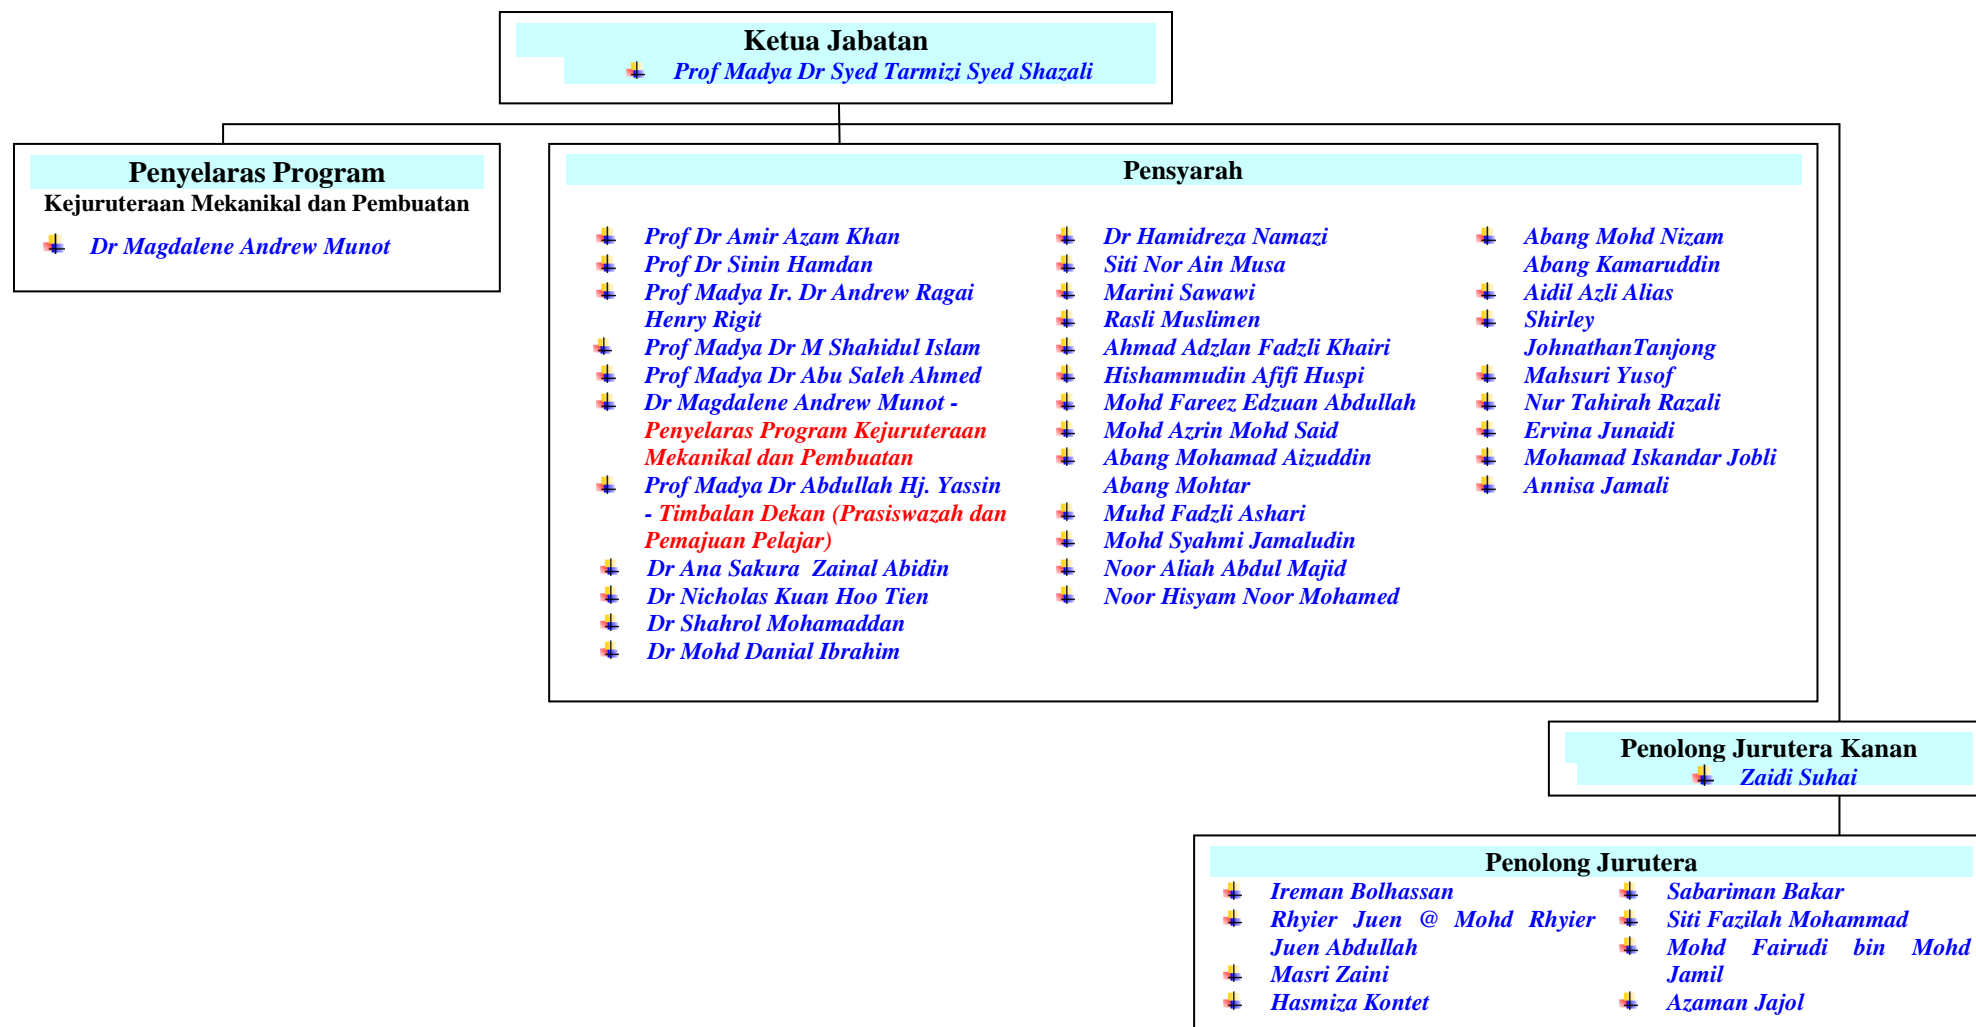 Ketua Jabatan
Prof Madya Dr Syed Tarmizi Syed Shazali
Penyelaras Program
Kejuruteraan Mekanikal dan Pembuatan
Dr Magdalene Andrew Munot
Pensyarah
Prof Dr Amir Azam Khan
Prof Dr Sinin Hamdan
Prof Madya Ir. Dr Andrew Ragai
Henry Rigit
Prof Madya Dr M Shahidul Islam
Prof Madya Dr Abu Saleh Ahmed
Dr Magdalene Andrew Munot -
Penyelaras Program Kejuruteraan
Mekanikal dan Pembuatan
Prof Madya Dr Abdullah Hj. Yassin
- Timbalan Dekan (Prasiswazah dan
Pemajuan Pelajar)
Dr Ana Sakura  Zainal Abidin
Dr Nicholas Kuan Hoo Tien
Dr Shahrol Mohamaddan
Dr Mohd Danial Ibrahim
Dr Hamidreza Namazi
Siti Nor Ain Musa
Marini Sawawi
Rasli Muslimen
Ahmad Adzlan Fadzli Khairi
Hishammudin Afifi Huspi
Mohd Fareez Edzuan Abdullah
Mohd Azrin Mohd Said
Abang Mohamad Aizuddin
Abang Mohtar
Muhd Fadzli Ashari
Mohd Syahmi Jamaludin
Noor Aliah Abdul Majid
Noor Hisyam Noor Mohamed
Abang Mohd Nizam
Abang Kamaruddin
Aidil Azli Alias
Shirley
JohnathanTanjong
Mahsuri Yusof
Nur Tahirah Razali
Ervina Junaidi
Mohamad Iskandar Jobli
Annisa Jamali
Penolong Jurutera Kanan
Zaidi Suhai
Penolong Jurutera
Ireman Bolhassan
Rhyier Juen @ Mohd Rhyier
Juen Abdullah
Masri Zaini
Hasmiza Kontet
Sabariman Bakar
Siti Fazilah Mohammad
Mohd Fairudi bin Mohd
Jamil
Azaman Jajol